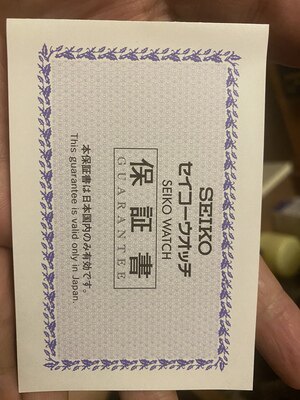 SEIKO
セイコーウオッチ
SEIKO WATCH
保証書
GUARANTEE
本保証書は日本国内のみ有効です。
This guarantee is valid only in Japan.